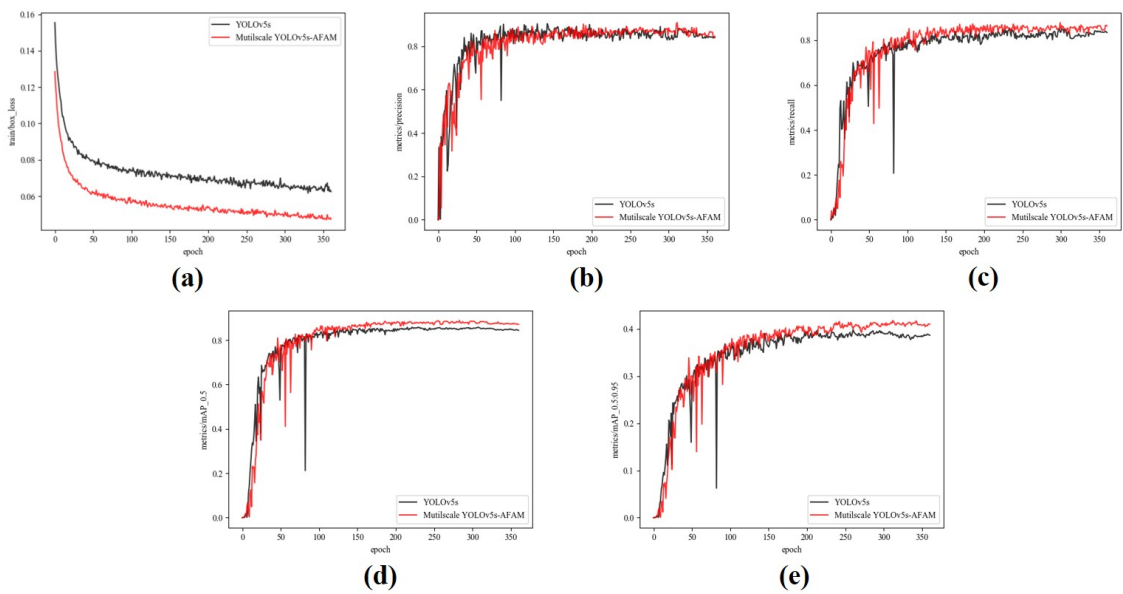 0.16
0.14
0.12
0.10
0.08
0.06
train/box_loss
YOLOv5s
Mutilscale YOLOv5s-AFAM
0 50 100 150 200 250 300 350
epoch
(a)
0.8
0.6
0.4
0.2
0.0
metrics/precision
YOLOv5s
Mutilscale YOLOv5s-AFAM
0 50 100 150 200 250 300 350
epoch
(b)
0.8
0.6
0.4
0.2
0.0
metrics/recall
YOLOv5s
Mutilscale YOLOv5s-AFAM
0 50 100 150 200 250 300 350
epoch
(c)
0.8
0.6
0.4
0.2
0.0
metrics/mAP_0.5
YOLOv5s
Mutilscale YOLOv5s-AFAM
0 50 100 150 200 250 300 350
epoch
(d)
0.4
0.3
0.2
0.1
0.0
metrics/mAP_0.5:0.95
YOLOv5s
Mutilscale YOLOv5s-AFAM
0 50 100 150 200 250 300 350
epoch
(e)